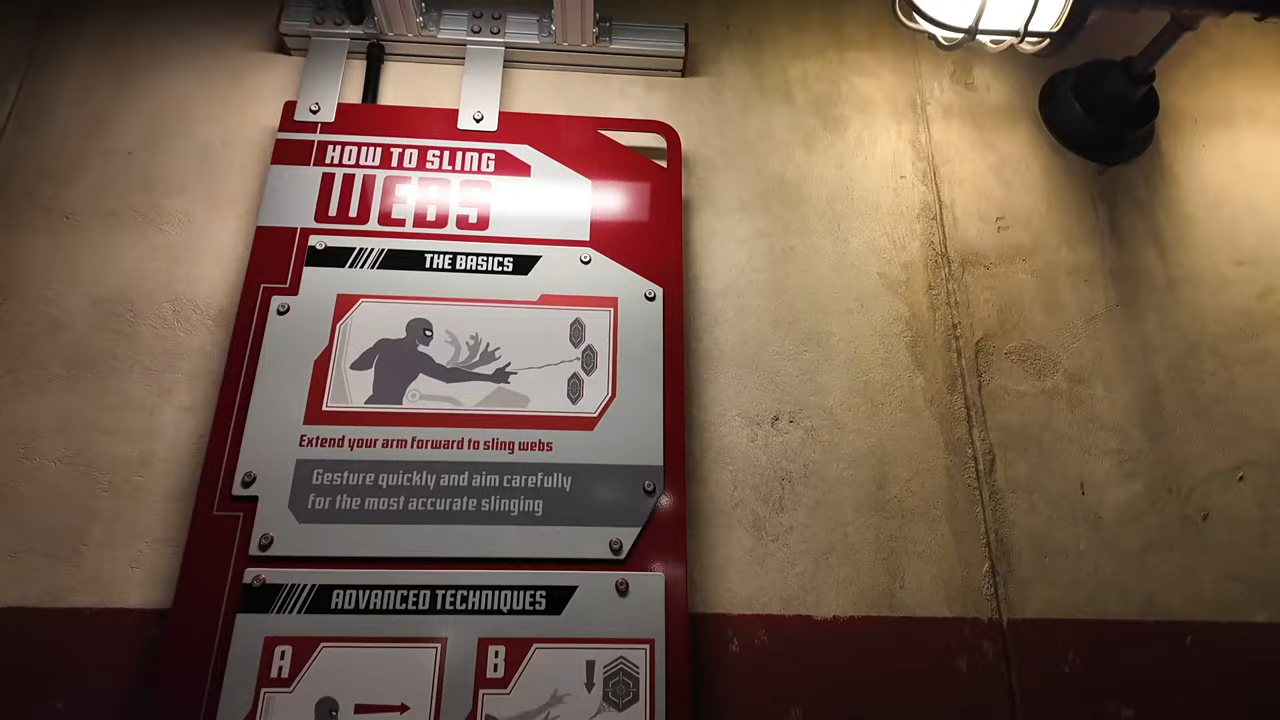 HOW TO SLING
WEBS
THE BASICS
Extend your arm forward to sling webs
Gesture quickly and aim carefully
for the most accurate slinging
ADVANCED TECHNIQUES
A
B